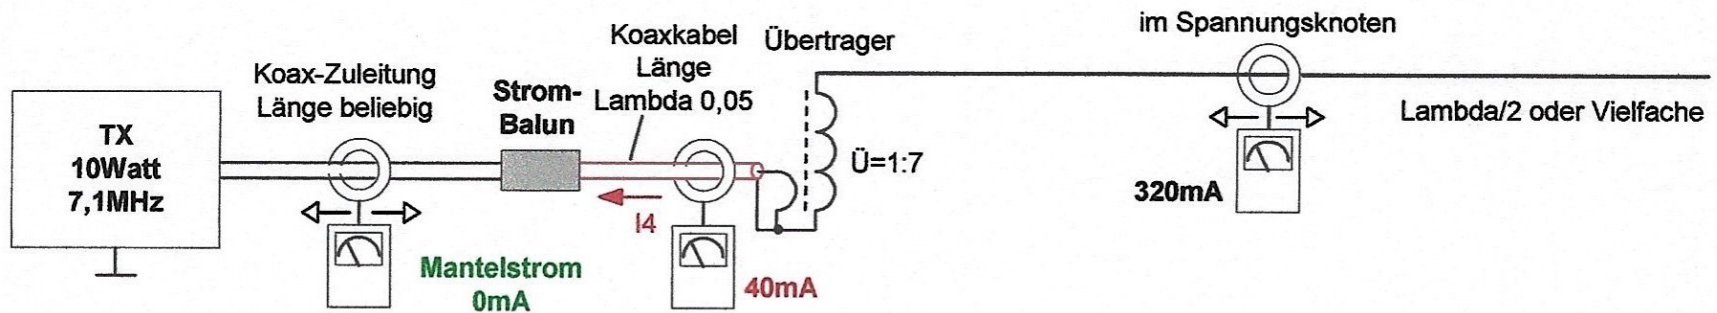 TX
10Watt
7,1MHz
Koax-Zuleitung
Länge beliebig
Mantelstrom
0mA
Strom-
Balun
Koaxkabel
Länge
Lambda 0,05
I4
40mA
Übertrager
Ü=1:7
im Spannungsknoten
320mA
Lambda/2 oder Vielfache